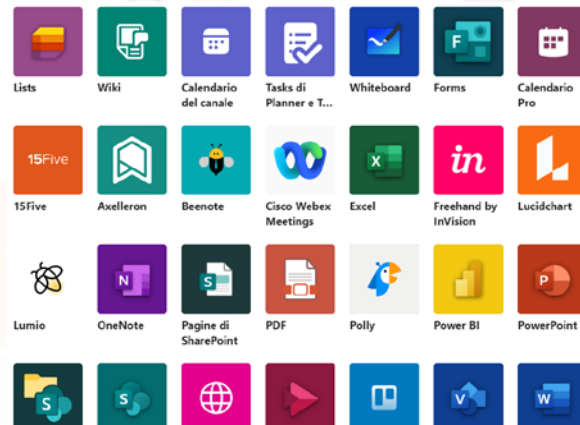 F
Lists
Wiki
Calendario
del canale
Tasks di
Planner e T...
Whiteboard
Forms
Calendario
Pro
15Five
X
in
15Five
Axelleron
Beenote
Cisco Webex
Meetings
Excel
Freehand by
InVision
Lucidchart
N
S
P
Lumio
OneNote
Pagine di
SharePoint
PDF
Polly
Power BI
PowerPoint
S
S
V
W